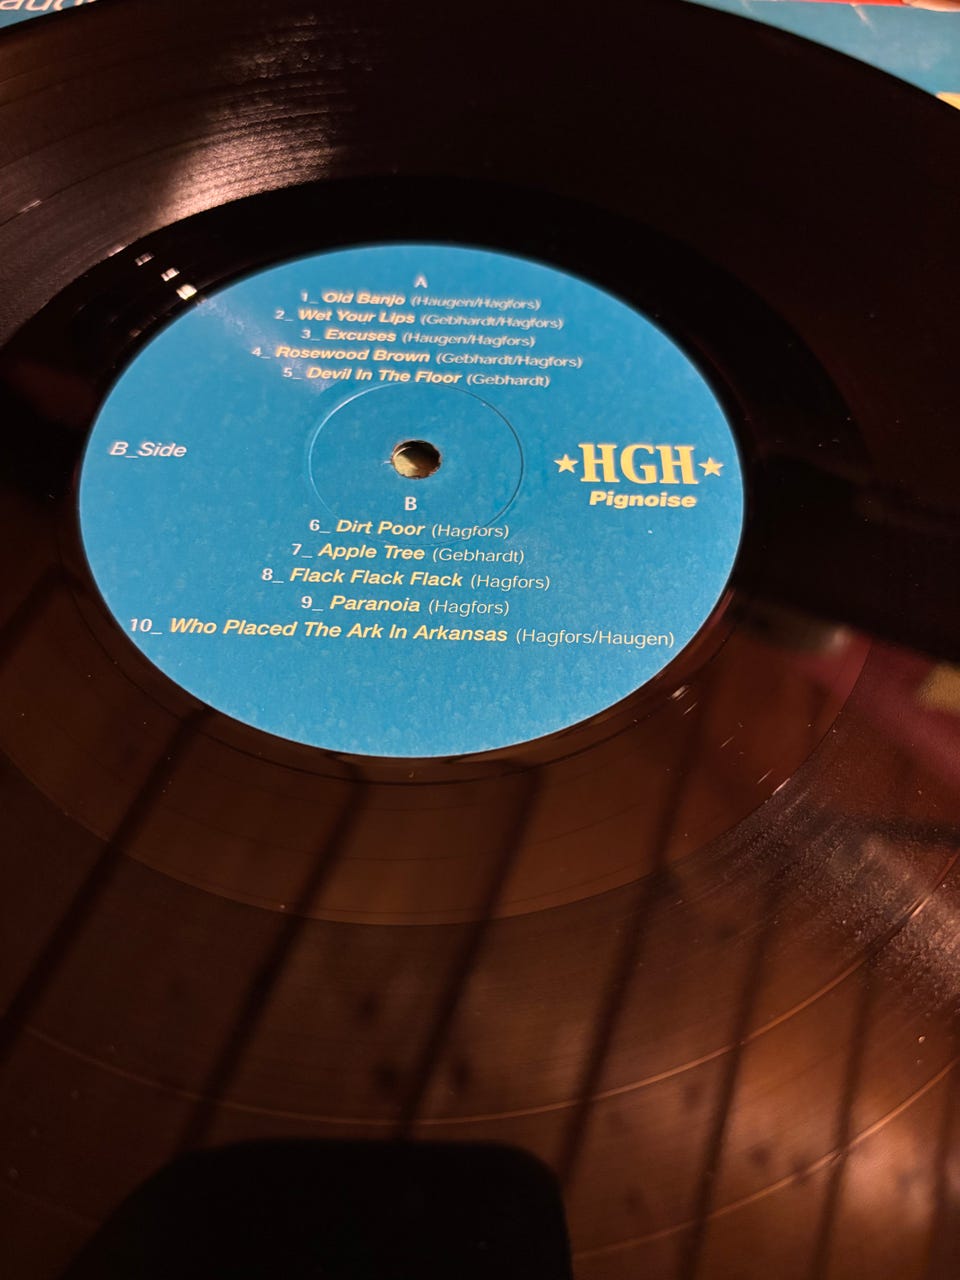 A
1_ Old Banjo (Haugen/Hagfors)
2_ Wet Your Lips (Gebhardt/Hagfors)
3_ Excuses (Haugen/Hagfors)
4_ Rosewood Brown (Gebhardt/Hagfors)
5_ Devil In The Floor (Gebhardt)
B_Side
★HGH★
Pignoise
B
6_ Dirt Poor (Hagfors)
7_ Apple Tree (Gebhardt)
8_ Flack Flack Flack (Hagfors)
9_ Paranoia (Hagfors)
10_ Who Placed The Ark In Arkansas (Hagfors/Haugen)